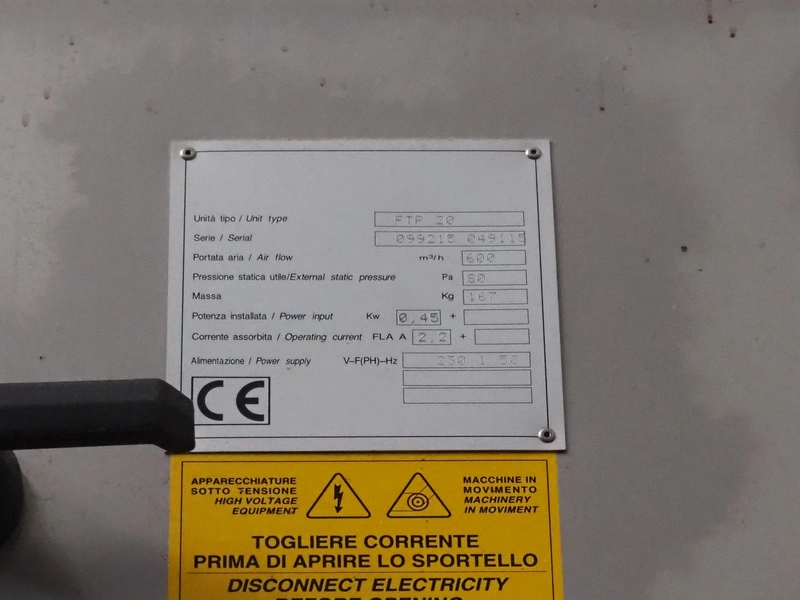 Unità tipo / Unit type FTP 20
Serie / Serial 099215 049115
Portata aria / Air flow m³/h 600
Pressione statica utile/External static pressure Pa 80
Massa Kg 167
Potenza installata / Power input Kw 0,45 +
Corrente assorbita / Operating current FLA A 2,2 +
Alimentazione / Power supply V-F(PH)-Hz 230 1 50
CE
APPARECCHIATURE
SOTTO TENSIONE
HIGH VOLTAGE
EQUIPMENT
MACCHINE IN
MOVIMENTO
MACHINERY
IN MOVIMENT
TOGLIERE CORRENTE
PRIMA DI APRIRE LO SPORTELLO
DISCONNECT ELECTRICITY
BEFORE OPENING